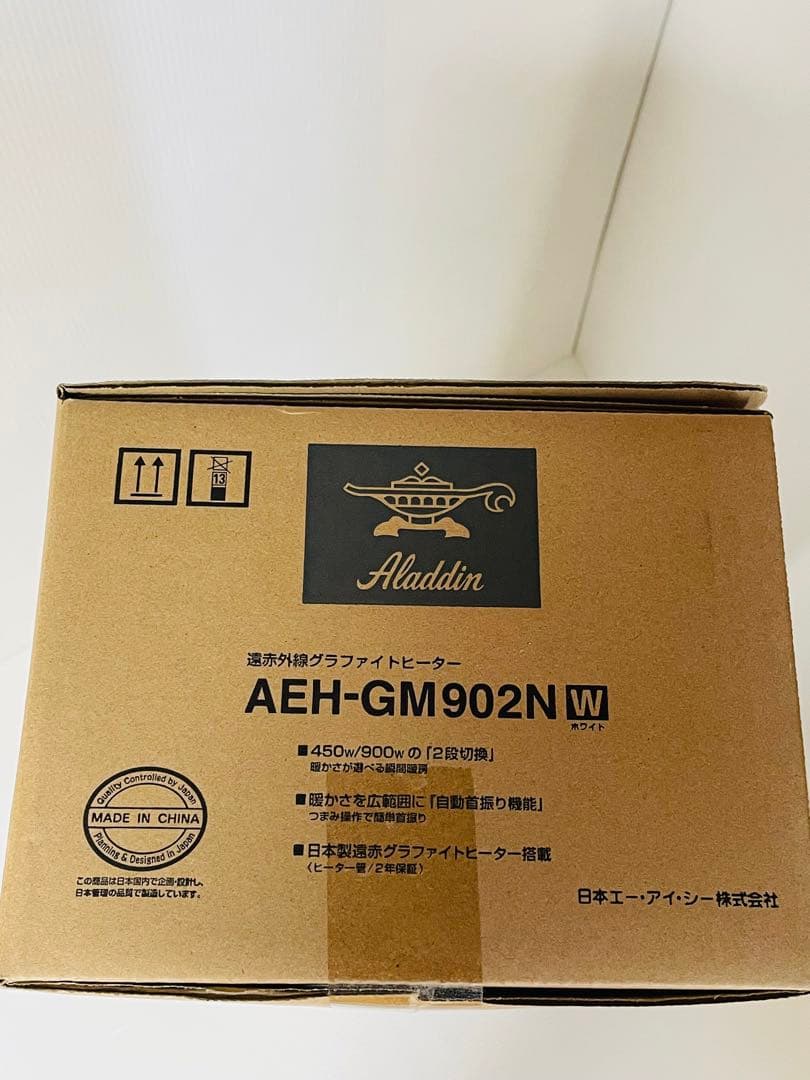 13
Aladdin
遠赤外線グラファイトヒーター
AEH-GM902N W
ホワイト
■450w/900wの「2段切換」
暖かさが選べる瞬間暖房
■暖かさを広範囲に「自動首振り機能」
つまみ操作で簡単首振り
■日本製遠赤グラファイトヒーター搭載
〈ヒーター管/2年保証〉
Quality Controlled by Japan
MADE IN CHINA
Planning & Designed in Japan
この商品は日本国内で企画・設計し、
日本管理の品質で製造しています。
日本エー・アイ・シー株式会社